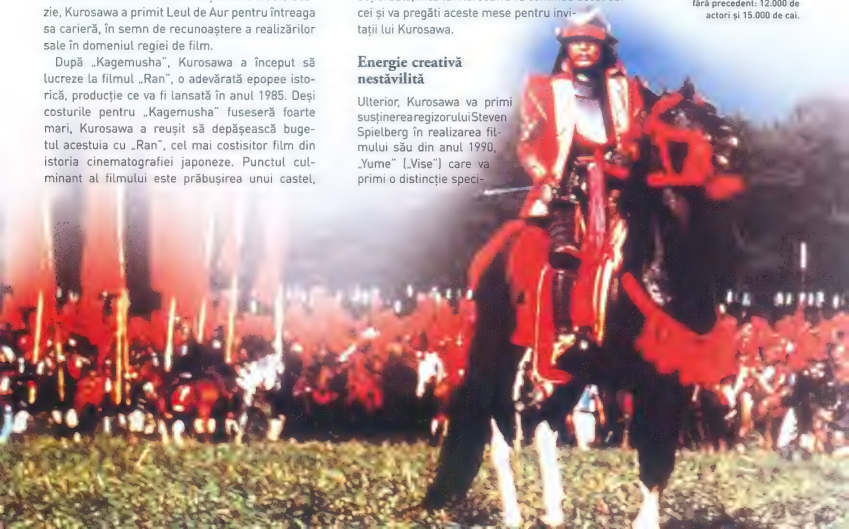 zie, Kurosawa a primit Leul de Aur pentru întreaga
sa carieră, în semn de recunoaștere a realizărilor
sale în domeniul regiei de film.
După „Kagemusha”, Kurosawa a început să
lucreze la filmul „Ran”, o adevărată epopee isto-
rică, producție ce va fi lansată în anul 1985. Deși
costurile pentru „Kagemusha” fuseseră foarte
mari, Kurosawa a reușit să depășească buge-
tul acestuia cu „Ran”, cel mai costisitor film din
istoria cinematografiei japoneze. Punctul cul-
minant al filmului este prăbușirea unui castel,
cei și va pregăti aceste mese pentru invi-
tații lui Kurosawa.
Energie creativă
nestăvilită
Ulterior, Kurosawa va primi
susținerearegizoruluiSteven
Spielberg în realizarea fil-
mului său din anul 1990,
„Yume” („Vise”) care va
primi o distincție speci-
fără precedent: 12.000 de
actori și 15.000 de cai.